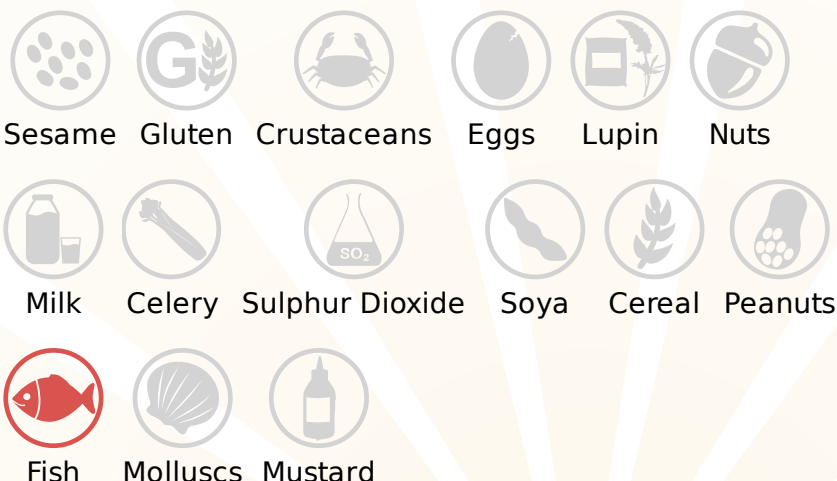 G
Sesame Gluten Crustaceans Eggs Lupin Nuts
SO₂
Milk Celery Sulphur Dioxide Soya Cereal Peanuts
Fish Molluscs Mustard